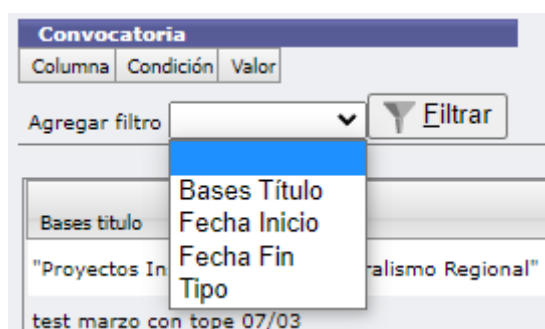 Convocatoria
Columna Condición Valor
Agregar filtro Filtrar
Bases Título
Fecha Inicio
Fecha Fin
Tipo
Bases titulo
"Proyectos ralismo Regional"
test marzo con tope 07/03